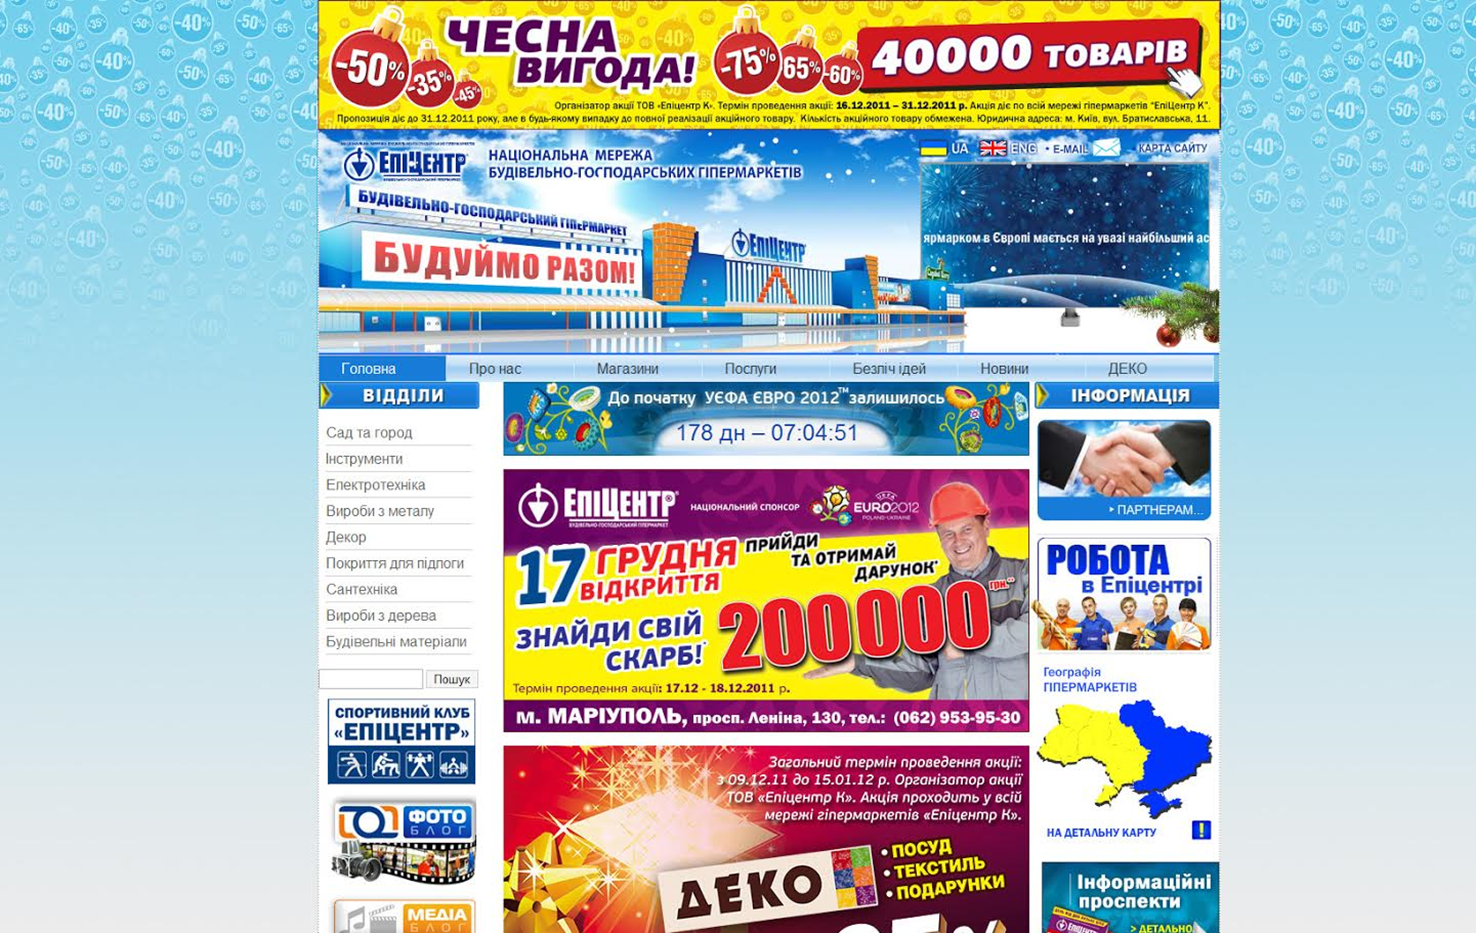 -50%
-35%
-45%
ЧЕСНА
ВИГОДА!
-75%
65%
-60%
40000 ТОВАРІВ
Організатор акції ТОВ «Епіцентр К». Термін проведення акції: 16.12.2011 – 31.12.2011 р. Акція діє по всій мережі гіпермаркетів "Епіцентр К".
Пропозиція діє до 31.12.2011 року, але в будь-якому випадку до повної реалізації акційного товару. Кількість акційного товару обмежена. Юридична адреса: м. Київ, вул. Братиславська, 11.
ЕПІЦЕНТР
НАЦІОНАЛЬНА МЕРЕЖА
БУДІВЕЛЬНО-ГОСПОДАРСЬКИХ ГІПЕРМАРКЕТІВ
UA
ENG
• E-MAIL
• КАРТА САЙТУ
БУДІВЕЛЬНО-ГОСПОДАРСЬКИЙ ГІПЕРМАРКЕТ
БУДУЙМО РАЗОМ!
ЕПІЦЕНТР
ярмарком в Європі мається на увазі найбільший ас
Головна
Про нас
Магазини
Послуги
Безліч ідей
Новини
ДЕКО
ВІДДІЛИ
Сад та город
Інструменти
Електротехніка
Вироби з металу
Декор
Покриття для підлоги
Сантехніка
Вироби з дерева
Будівельні матеріали
Пошук
СПОРТИВНИЙ КЛУБ
«ЕПІЦЕНТР»
ФОТО
БЛОГ
МЕДІА
БЛОГ
До початку УЄФА ЄВРО 2012™ залишилось
178 дн – 07:04:51
ЕПІЦЕНТР®
БУДІВЕЛЬНО-ГОСПОДАРСЬКИЙ ГІПЕРМАРКЕТ
НАЦІОНАЛЬНИЙ СПОНСОР
UEFA
EURO2012
POLAND-UKRAINE
17 ГРУДНЯ
ВІДКРИТТЯ
ПРИЙДИ
ТА ОТРИМАЙ
ДАРУНОК*
ЗНАЙДИ СВІЙ
СКАРБ!*
200000 грн.**
Термін проведення акції: 17.12 - 18.12.2011 р.
м. МАРІУПОЛЬ, просп. Леніна, 130, тел.: (062) 953-95-30
Загальний термін проведення акції:
з 09.12.11 до 15.01.12 р. Організатор акції
ТОВ «Епіцентр К». Акція проходить у всій
мережі гіпермаркетів «Епіцентр К».
ДЕКО
• ПОСУД
• ТЕКСТИЛЬ
• ПОДАРУНКИ
ІНФОРМАЦІЯ
ПАРТНЕРАМ...
РОБОТА
в Епіцентрі
Географія
ГІПЕРМАРКЕТІВ
НА ДЕТАЛЬНУ КАРТУ
Інформаційні
проспекти
ЕПІЦЕНТР
> ДЕТАЛЬНО